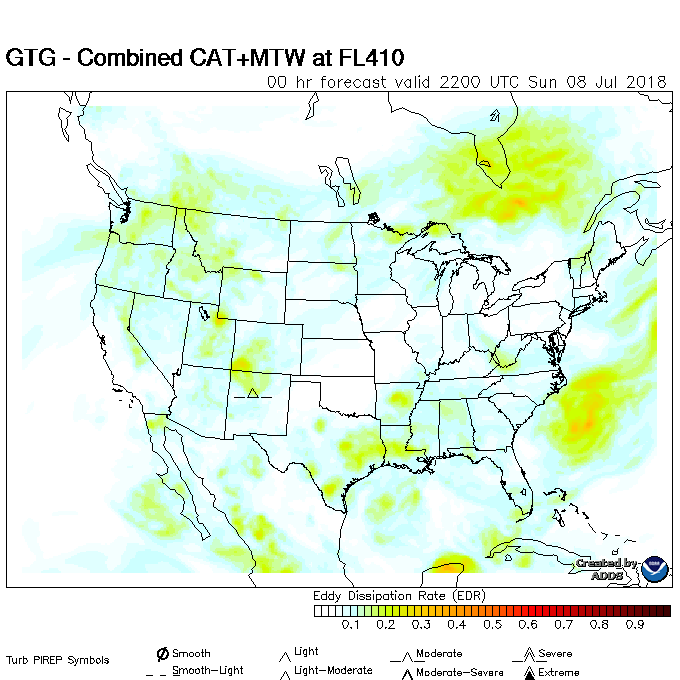 GTG - Combined CAT+MTW at FL410
00 hr forecast valid 2200 UTC Sun 08 Jul 2018
Created by
ADDS
Eddy Dissipation Rate (EDR)
0.1 0.2 0.3 0.4 0.5 0.6 0.7 0.8 0.9
Turb PIREP Symbols
Smooth Light Moderate Severe
Smooth-Light Light-Moderate Moderate-Severe Extreme